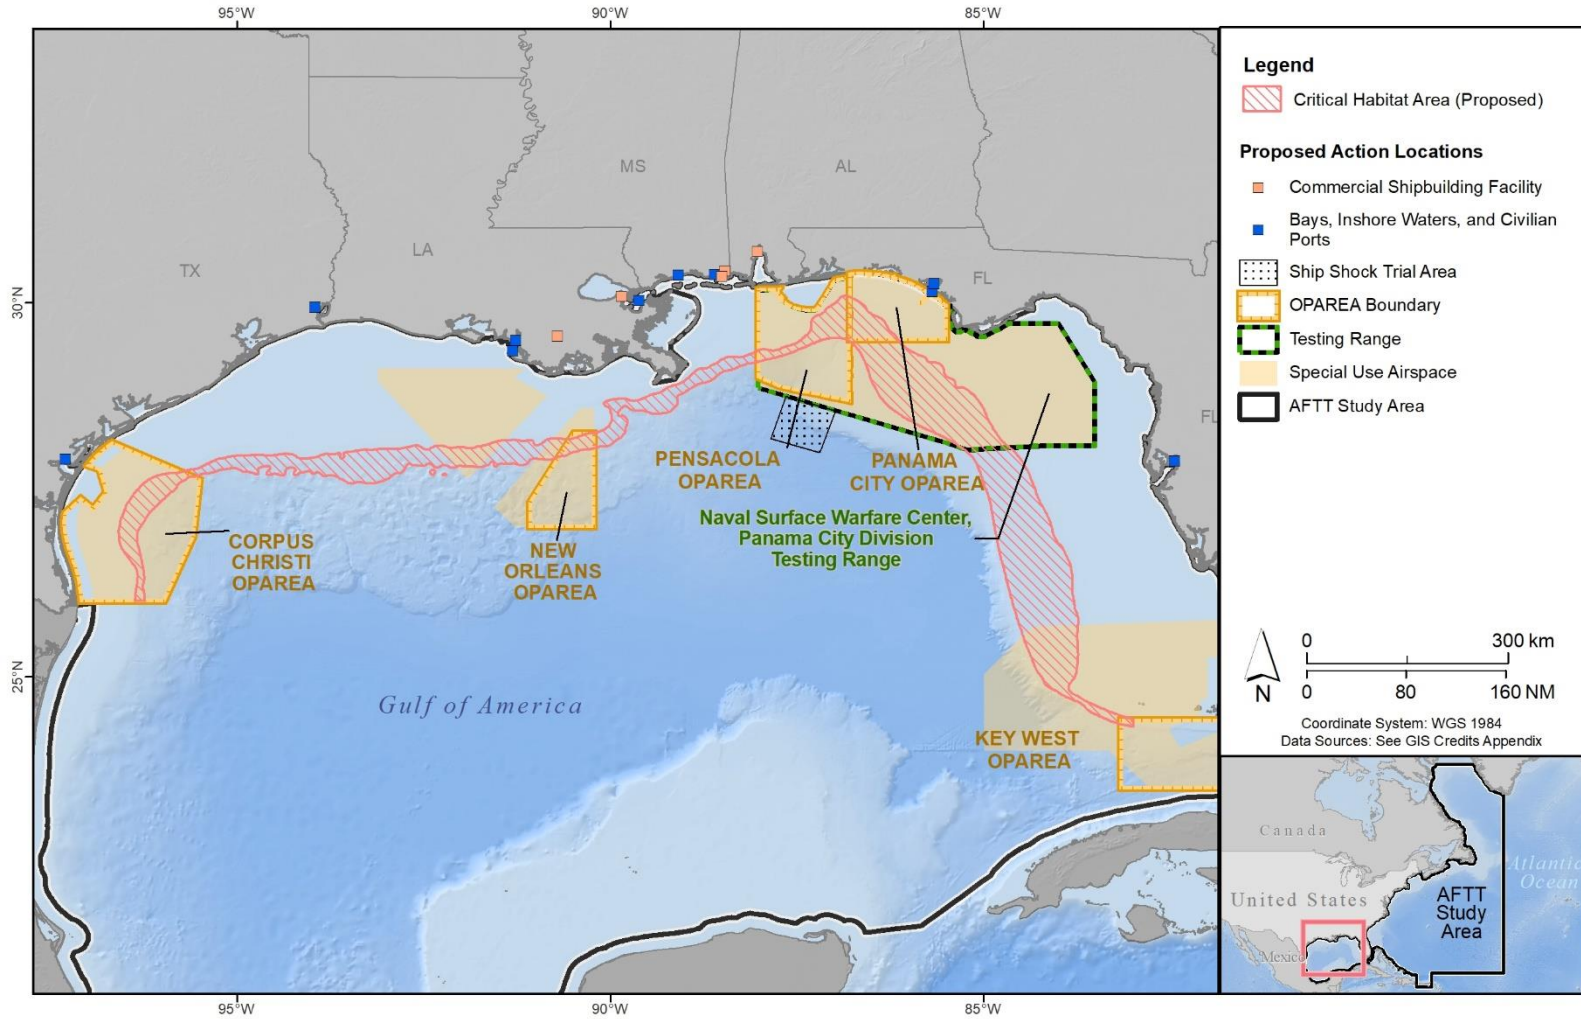 95°W
90°W
85°W
30°N
25°N
TX
LA
MS
AL
FL
FL
PENSACOLA
OPAREA
PANAMA
CITY OPAREA
Naval Surface Warfare Center,
Panama City Division
Testing Range
CORPUS
CHRISTI
OPAREA
NEW
ORLEANS
OPAREA
Gulf of America
KEY WEST
OPAREA
95°W
90°W
85°W
Legend
Critical Habitat Area (Proposed)
Proposed Action Locations
Commercial Shipbuilding Facility
Bays, Inshore Waters, and Civilian
Ports
Ship Shock Trial Area
OPAREA Boundary
Testing Range
Special Use Airspace
AFTT Study Area
N
0 300 km
0 80 160 NM
Coordinate System: WGS 1984
Data Sources: See GIS Credits Appendix
Canada
United States
Mexico
Atlantic
Ocean
AFTT
Study
Area